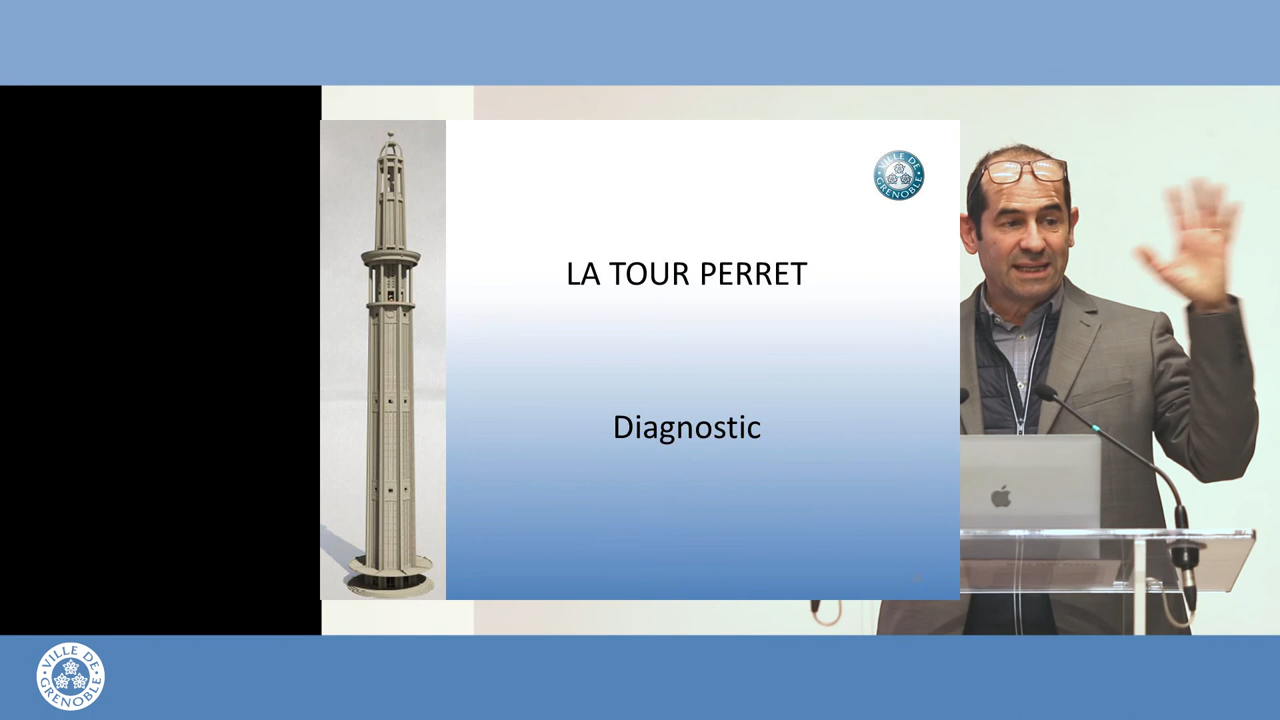 VILLE DE
GRENOBLE
LA TOUR PERRET
Diagnostic
VILLE DE
GRENOBLE